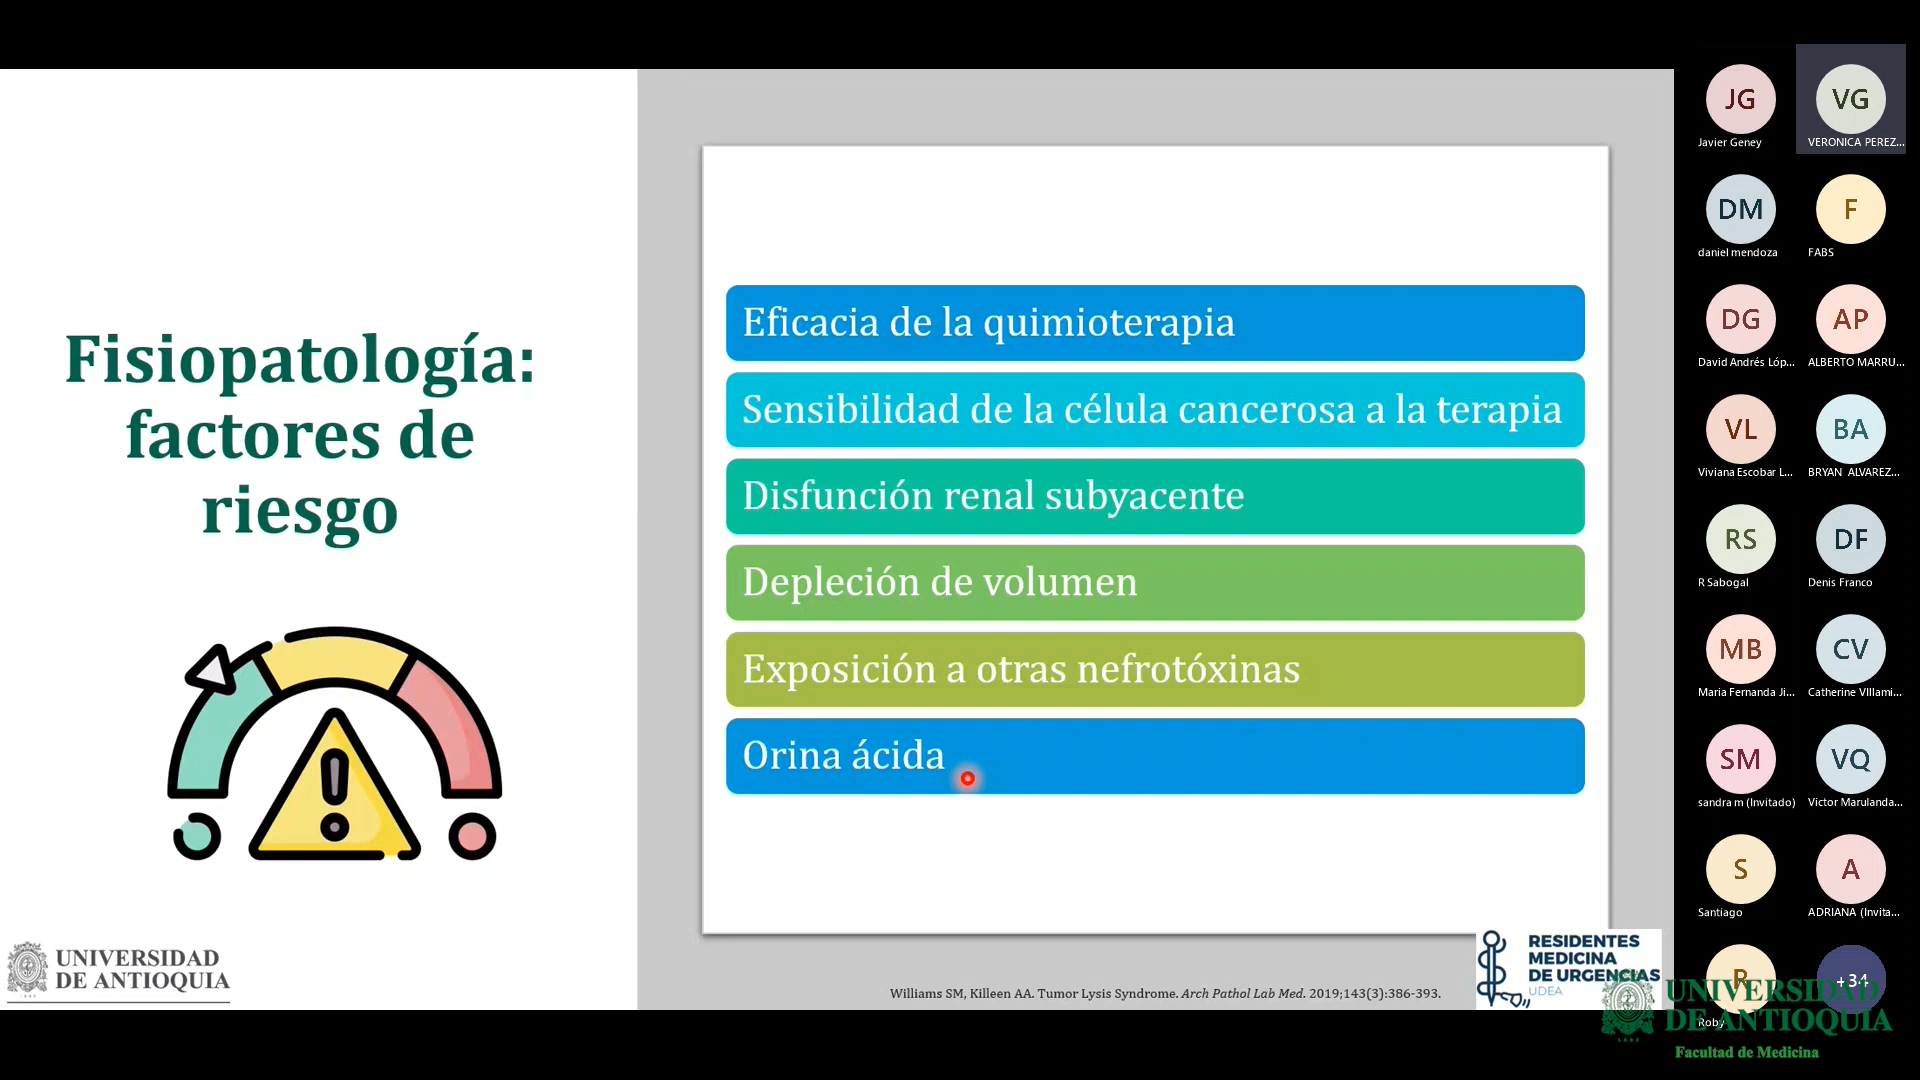 Fisiopatología:
factores de
riesgo
Eficacia de la quimioterapia
Sensibilidad de la célula cancerosa a la terapia
Disfunción renal subyacente
Depleción de volumen
Exposición a otras nefrotóxinas
Orina ácida
Williams SM, Killeen AA. Tumor Lysis Syndrome. Arch Pathol Lab Med. 2019;143(3):386-393.
UNIVERSIDAD
DE ANTIOQUIA
RESIDENTES
MEDICINA
DE URGENCIAS
UDEA
JG
Javier Geney
VG
VERONICA PEREZ...
DM
daniel mendoza
F
FABS
DG
David Andrés Lóp...
AP
ALBERTO MARRU...
VL
Viviana Escobar L...
BA
BRYAN ALVAREZ...
RS
R Sabogal
DF
Denis Franco
MB
Maria Fernanda Ji...
CV
Catherine VIllami...
SM
sandra m (Invitado)
VQ
Victor Marulanda...
S
Santiago
A
ADRIANA (Invita...
R
Roby
+34
UNIVERSIDAD
DE ANTIOQUIA
Facultad de Medicina